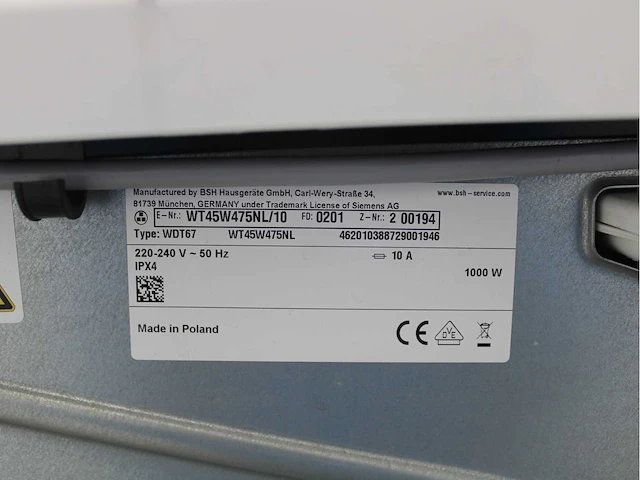 Manufactured by BSH Hausgeräte GmbH, Carl-Wery-Straße 34,
www.bsh-service.com
81739 München, GERMANY under Trademark License of Siemens AG
E-Nr.: WT45W475NL/10 FD: 0201 Z-Nr.: 2 00194
Type: WDT67 WT45W475NL 462010388729001946
220-240 V ~ 50 Hz 10 A
IPX4 1000 W
Made in Poland
CE DVE